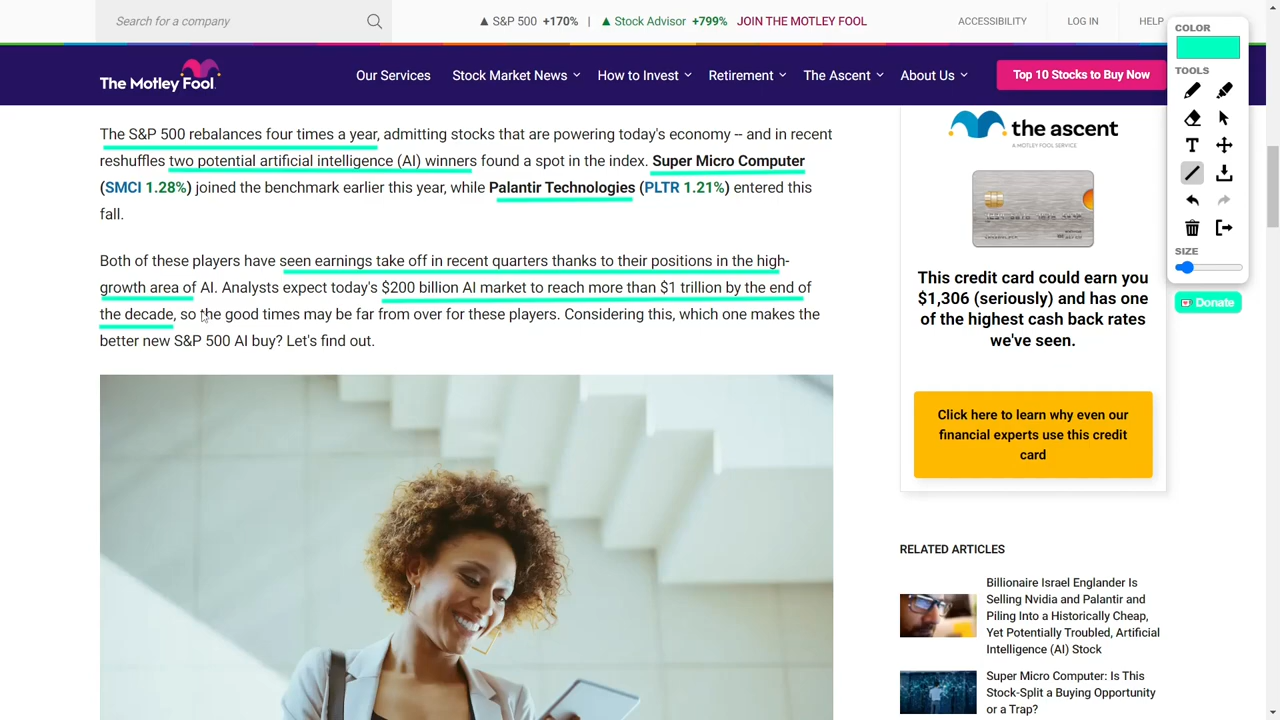 Search for a company
▲ S&P 500 +170% | ▲ Stock Advisor +799% JOIN THE MOTLEY FOOL
ACCESSIBILITY
LOG IN
HELP
The Motley Fool
Our Services
Stock Market News
How to Invest
Retirement
The Ascent
About Us
Top 10 Stocks to Buy Now
The S&P 500 rebalances four times a year, admitting stocks that are powering today's economy -- and in recent
reshuffles two potential artificial intelligence (AI) winners found a spot in the index. Super Micro Computer
(SMCI 1.28%) joined the benchmark earlier this year, while Palantir Technologies (PLTR 1.21%) entered this
fall.
Both of these players have seen earnings take off in recent quarters thanks to their positions in the high-
growth area of AI. Analysts expect today's $200 billion AI market to reach more than $1 trillion by the end of
the decade, so the good times may be far from over for these players. Considering this, which one makes the
better new S&P 500 AI buy? Let's find out.
the ascent
A MOTLEY FOOL SERVICE
This credit card could earn you
$1,306 (seriously) and has one
of the highest cash back rates
we've seen.
Click here to learn why even our
financial experts use this credit
card
RELATED ARTICLES
Billionaire Israel Englander Is
Selling Nvidia and Palantir and
Piling Into a Historically Cheap,
Yet Potentially Troubled, Artificial
Intelligence (AI) Stock
Super Micro Computer: Is This
Stock-Split a Buying Opportunity
or a Trap?
COLOR
TOOLS
T
SIZE
Donate